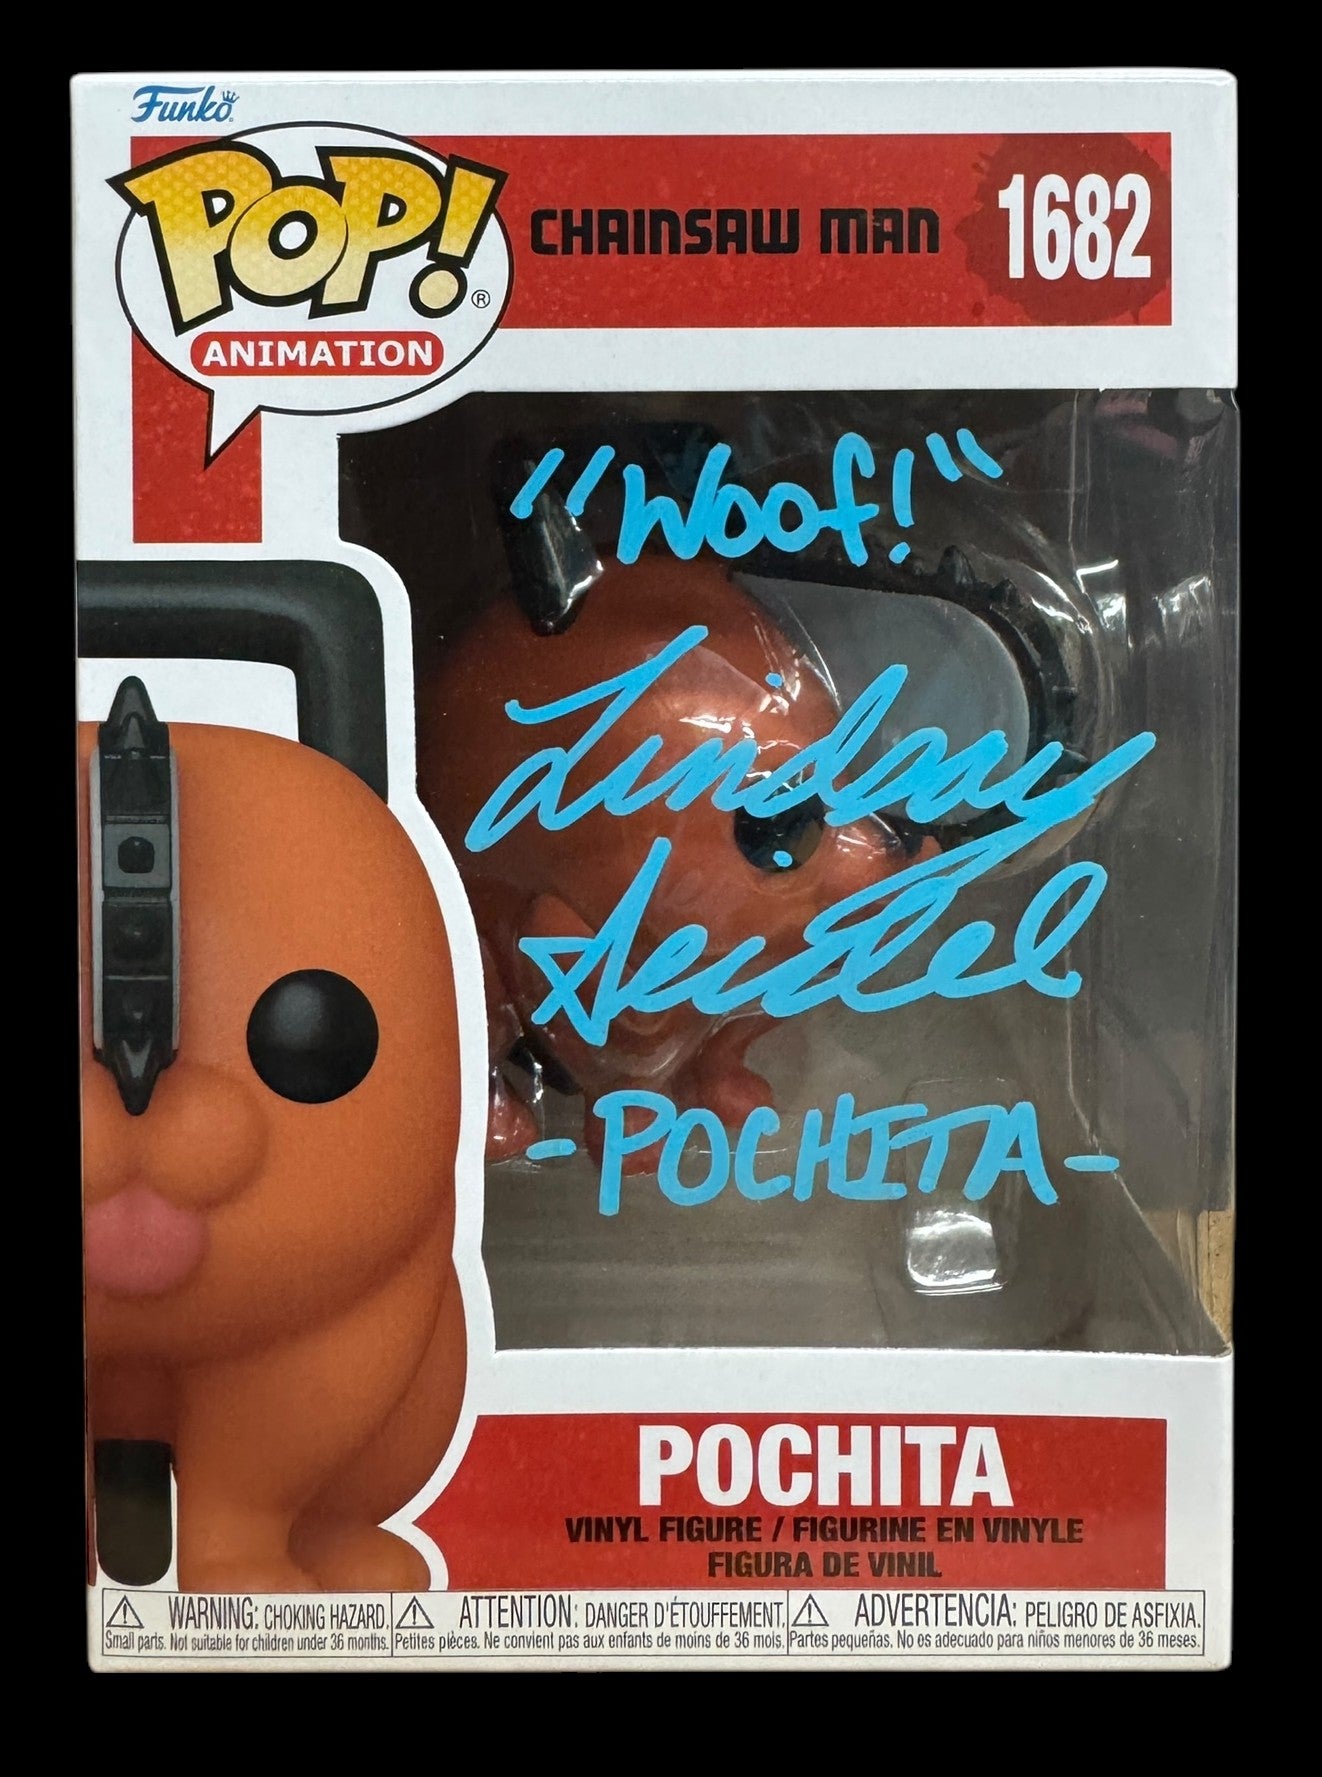 Funko
POP!®
ANIMATION
CHAINSAW MAN
1682
"Woof!"
Lindsay
Seidel
-POCHITA-
POCHITA
VINYL FIGURE / FIGURINE EN VINYLE
FIGURA DE VINIL
WARNING: CHOKING HAZARD.
Small parts. Not suitable for children under 36 months.
ATTENTION: DANGER D'ÉTOUFFEMENT.
Petites pièces. Ne convient pas aux enfants de moins de 36 mois.
ADVERTENCIA: PELIGRO DE ASFIXIA.
Partes pequeñas. No es adecuado para niños menores de 36 meses.